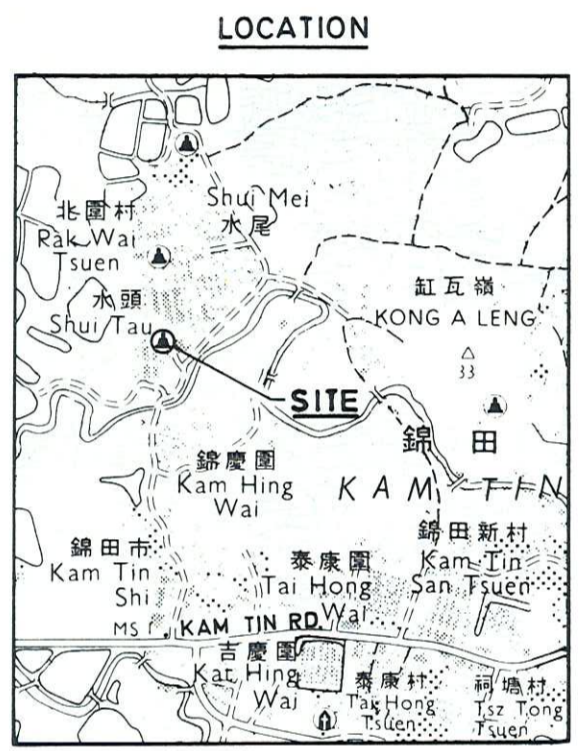 LOCATION
Shui Mei
水尾
北圍村
Rak Wai
Tsuen
水頭
Shui Tau
缸瓦嶺
KONG A LENG
33
SITE
錦田
KAM TIN
錦慶圍
Kam Hing
Wai
錦田市
Kam Tin
Shi
泰康圍
Tai Hong
Wai
錦田新村
Kam Tin
San Tsuen
MS
KAM TIN RD.
吉慶圍
Kat Hing
Wai
泰康村
Tai Hong
Tsuen
祠塘村
Tsz Tong
Tsuen